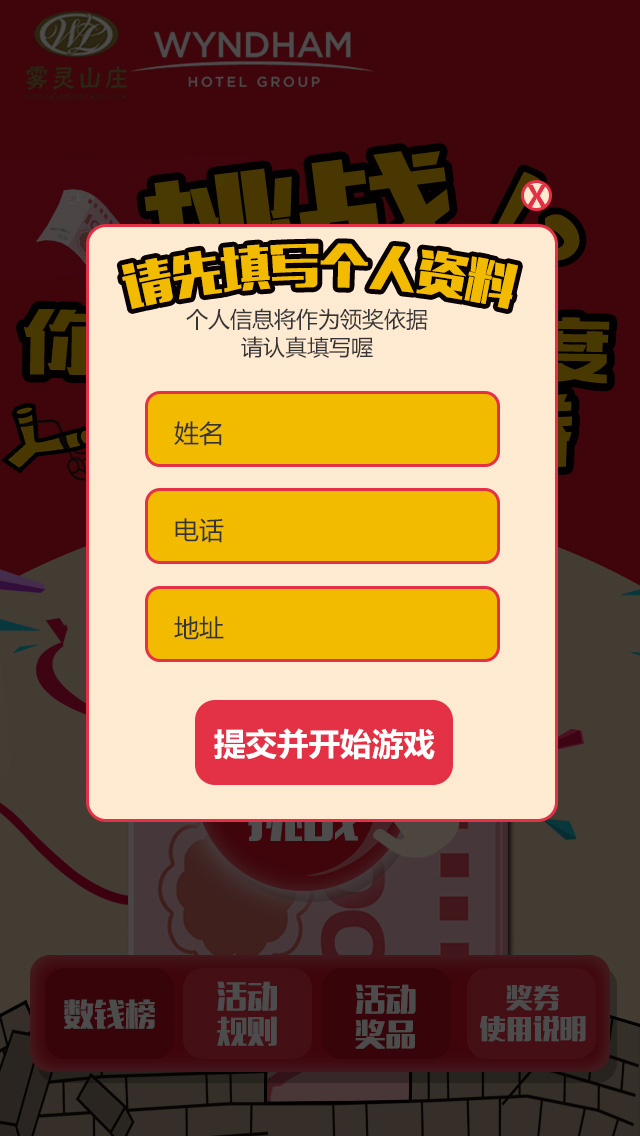 雾灵山庄
WYNDHAM
HOTEL GROUP
挑战
X
请先填写个人资料
个人信息将作为领奖依据
请认真填写喔
你
度
姓名
电话
地址
提交并开始游戏
挑战
数钱榜
活动规则
活动奖品
奖券使用说明